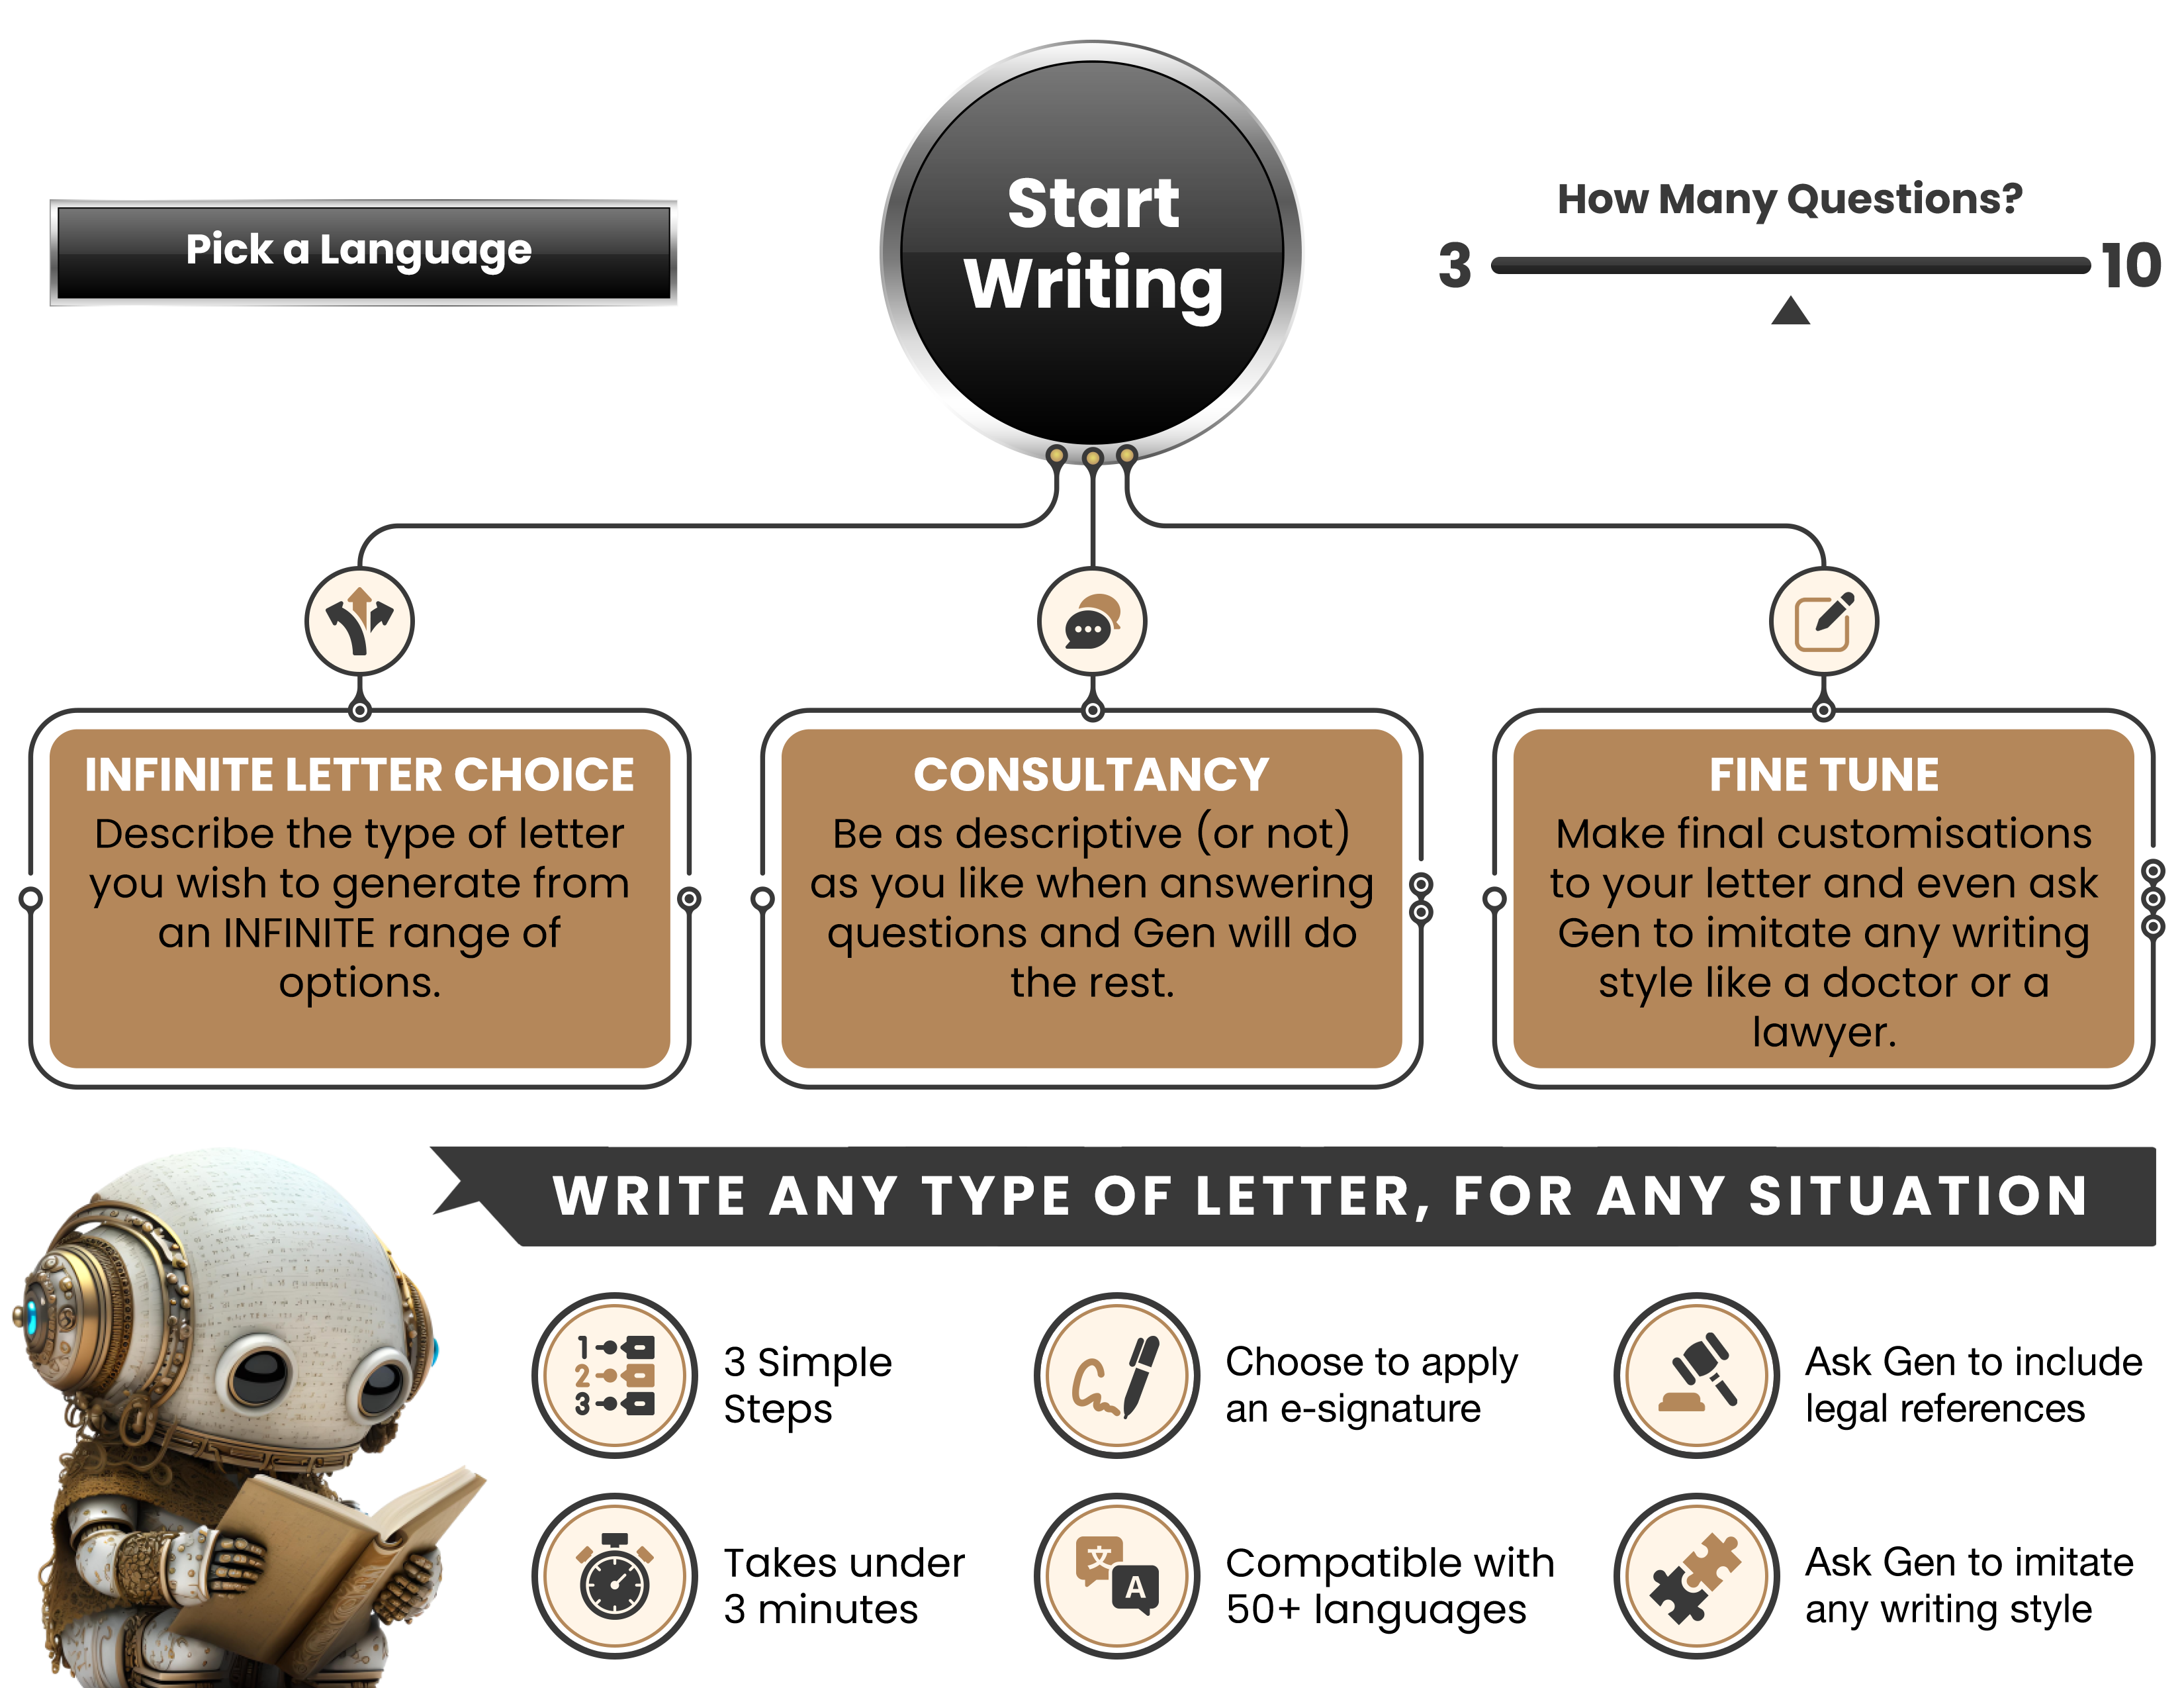 Pick a Language
Start
Writing
How Many Questions?
3
10
INFINITE LETTER CHOICE
Describe the type of letter
you wish to generate from
an INFINITE range of
options.
CONSULTANCY
Be as descriptive (or not)
as you like when answering
questions and Gen will do
the rest.
FINE TUNE
Make final customisations
to your letter and even ask
Gen to imitate any writing
style like a doctor or a
lawyer.
WRITE ANY TYPE OF LETTER, FOR ANY SITUATION
1
2
3
3 Simple
Steps
Choose to apply
an e-signature
Ask Gen to include
legal references
Takes under
3 minutes
文
A
Compatible with
50+ languages
Ask Gen to imitate
any writing style